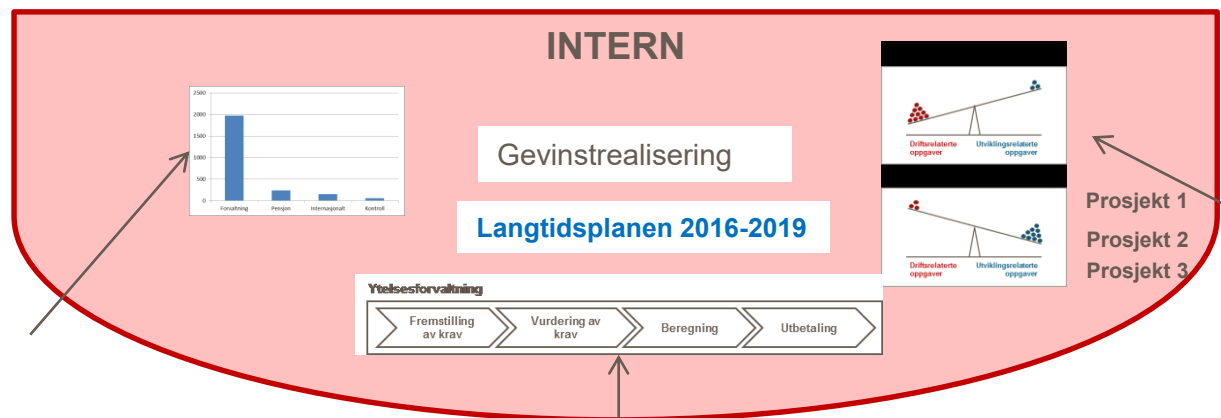 INTERN
2500
2000
1500
1000
500
0
Forvaltning
Pensjon
Internasjonalt
Kontroll
Gevinstrealisering
Langtidsplanen 2016-2019
Driftsrelaterte
oppgaver
Utviklingsrelaterte
oppgaver
Driftsrelaterte
oppgaver
Utviklingsrelaterte
oppgaver
Prosjekt 1
Prosjekt 2
Prosjekt 3
Ytelsesforvaltning
Fremstilling
av krav
Vurdering av
krav
Beregning
Utbetaling